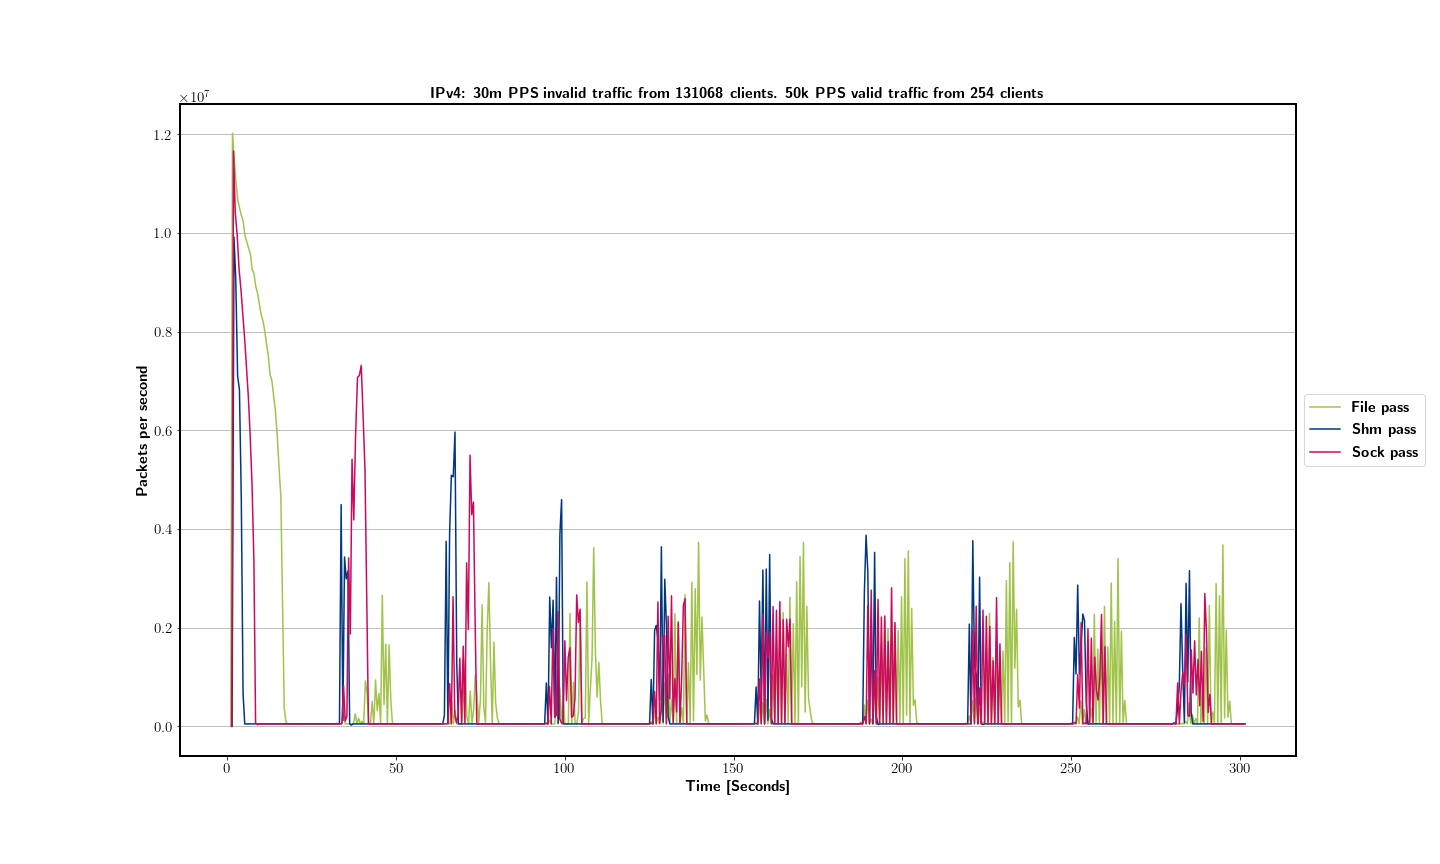 IPv4: 30m PPS invalid traffic from 131068 clients. 50k PPS valid traffic from 254 clients
×10⁷
1.2
1.0
0.8
0.6
0.4
0.2
0.0
Packets per second
0 50 100 150 200 250 300
Time [Seconds]
File pass
Shm pass
Sock pass